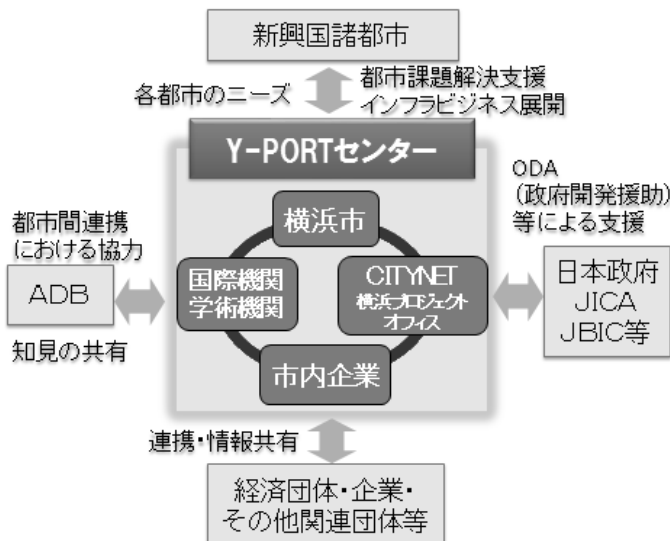 新興国諸都市
各都市のニーズ
都市課題解決支援
インフラビジネス展開
Y-PORTセンター
横浜市
国際機関
学術機関
CITYNET
横浜プロジェクト
オフィス
市内企業
都市間連携
における協力
ADB
知見の共有
ODA
(政府開発援助)
等による支援
日本政府
JICA
JBIC等
連携・情報共有
経済団体・企業・
その他関連団体等